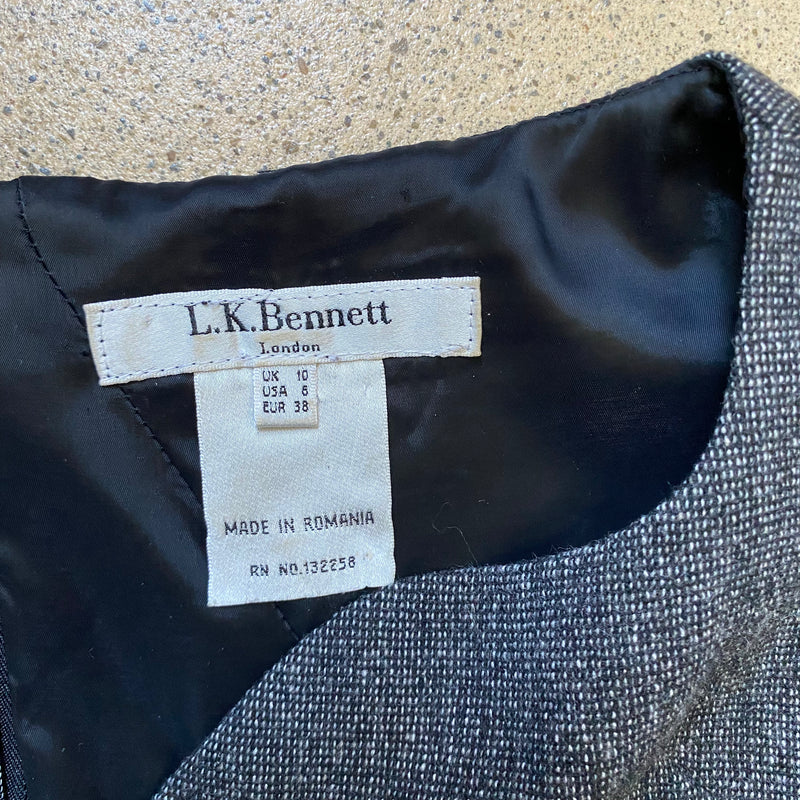 L.K.Bennett
London
UK 10
USA 6
EUR 38
MADE IN ROMANIA
RN NO.132258